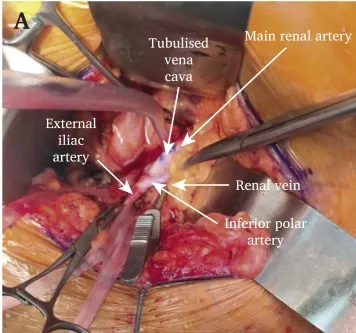 A
Tubulised
vena
cava
Main renal artery
External
iliac
artery
Renal vein
Inferior polar
artery